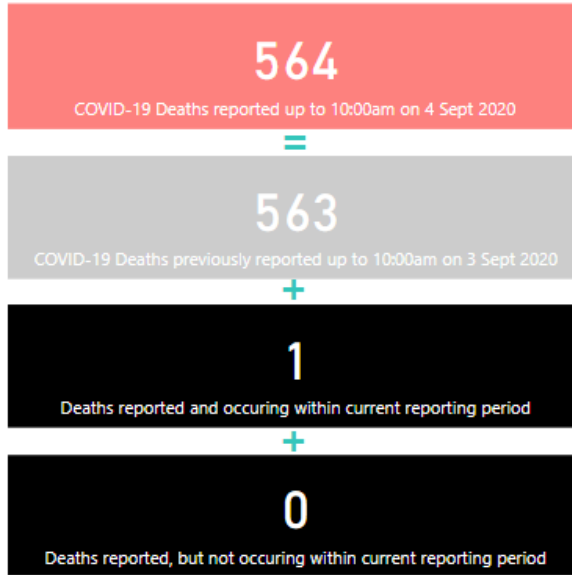 564
COVID-19 Deaths reported up to 10:00am on 4 Sept 2020
=
563
COVID-19 Deaths previously reported up to 10:00am on 3 Sept 2020
+
1
Deaths reported and occuring within current reporting period
+
0
Deaths reported, but not occuring within current reporting period